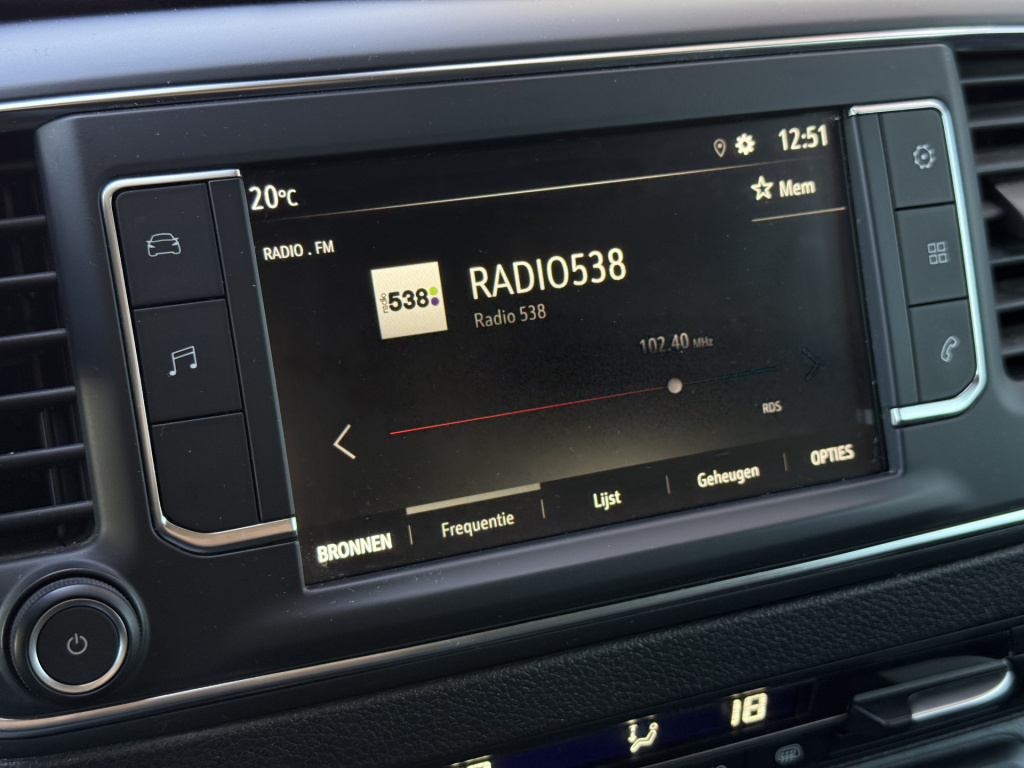 12:51
20°C
Mem
RADIO . FM
radio
538
RADIO538
Radio 538
102.40 MHz
RDS
BRONNEN
Frequentie
Lijst
Geheugen
OPTIES
18